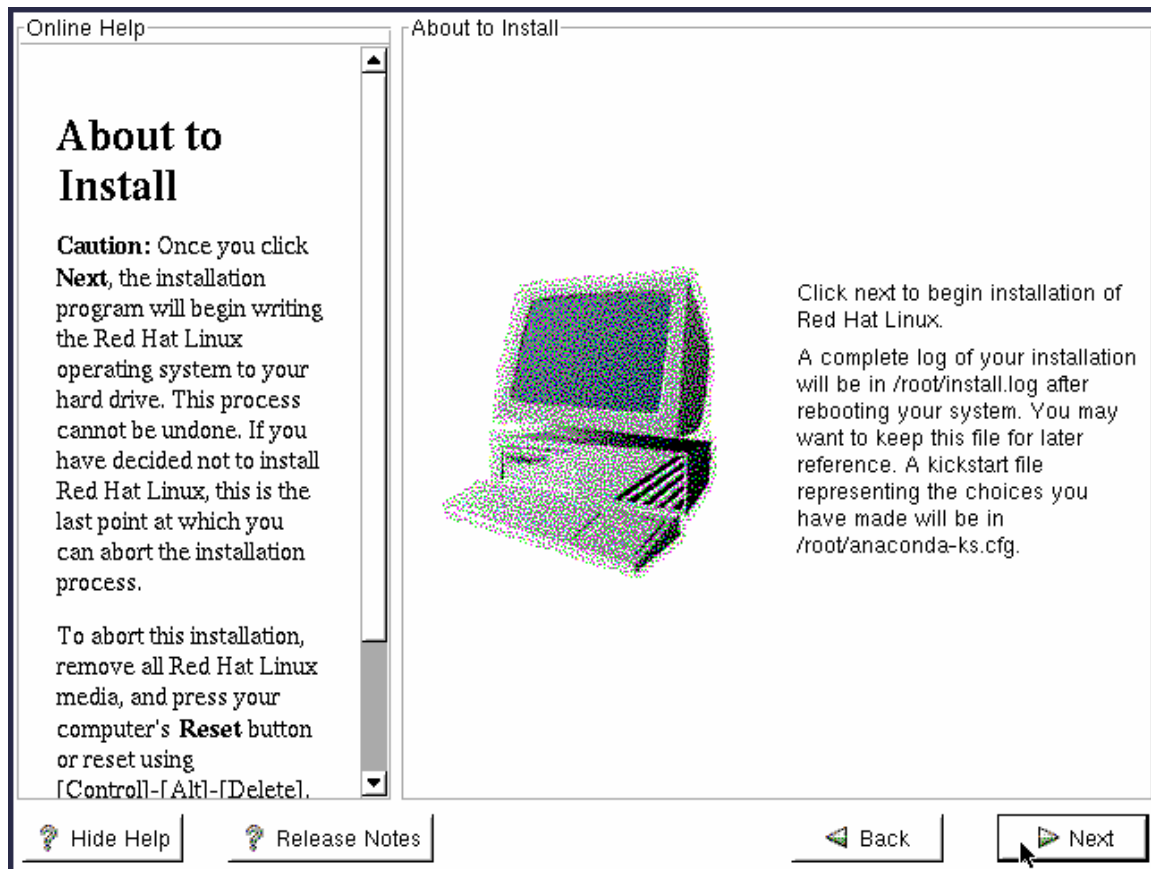 Online Help
About to
Install
Caution: Once you click
Next, the installation
program will begin writing
the Red Hat Linux
operating system to your
hard drive. This process
cannot be undone. If you
have decided not to install
Red Hat Linux, this is the
last point at which you
can abort the installation
process.
To abort this installation,
remove all Red Hat Linux
media, and press your
computer's Reset button
or reset using
[Control]-[Alt]-[Delete].
About to Install
Click next to begin installation of
Red Hat Linux.
A complete log of your installation
will be in /root/install.log after
rebooting your system. You may
want to keep this file for later
reference. A kickstart file
representing the choices you
have made will be in
/root/anaconda-ks.cfg.
Hide Help
Release Notes
Back
Next